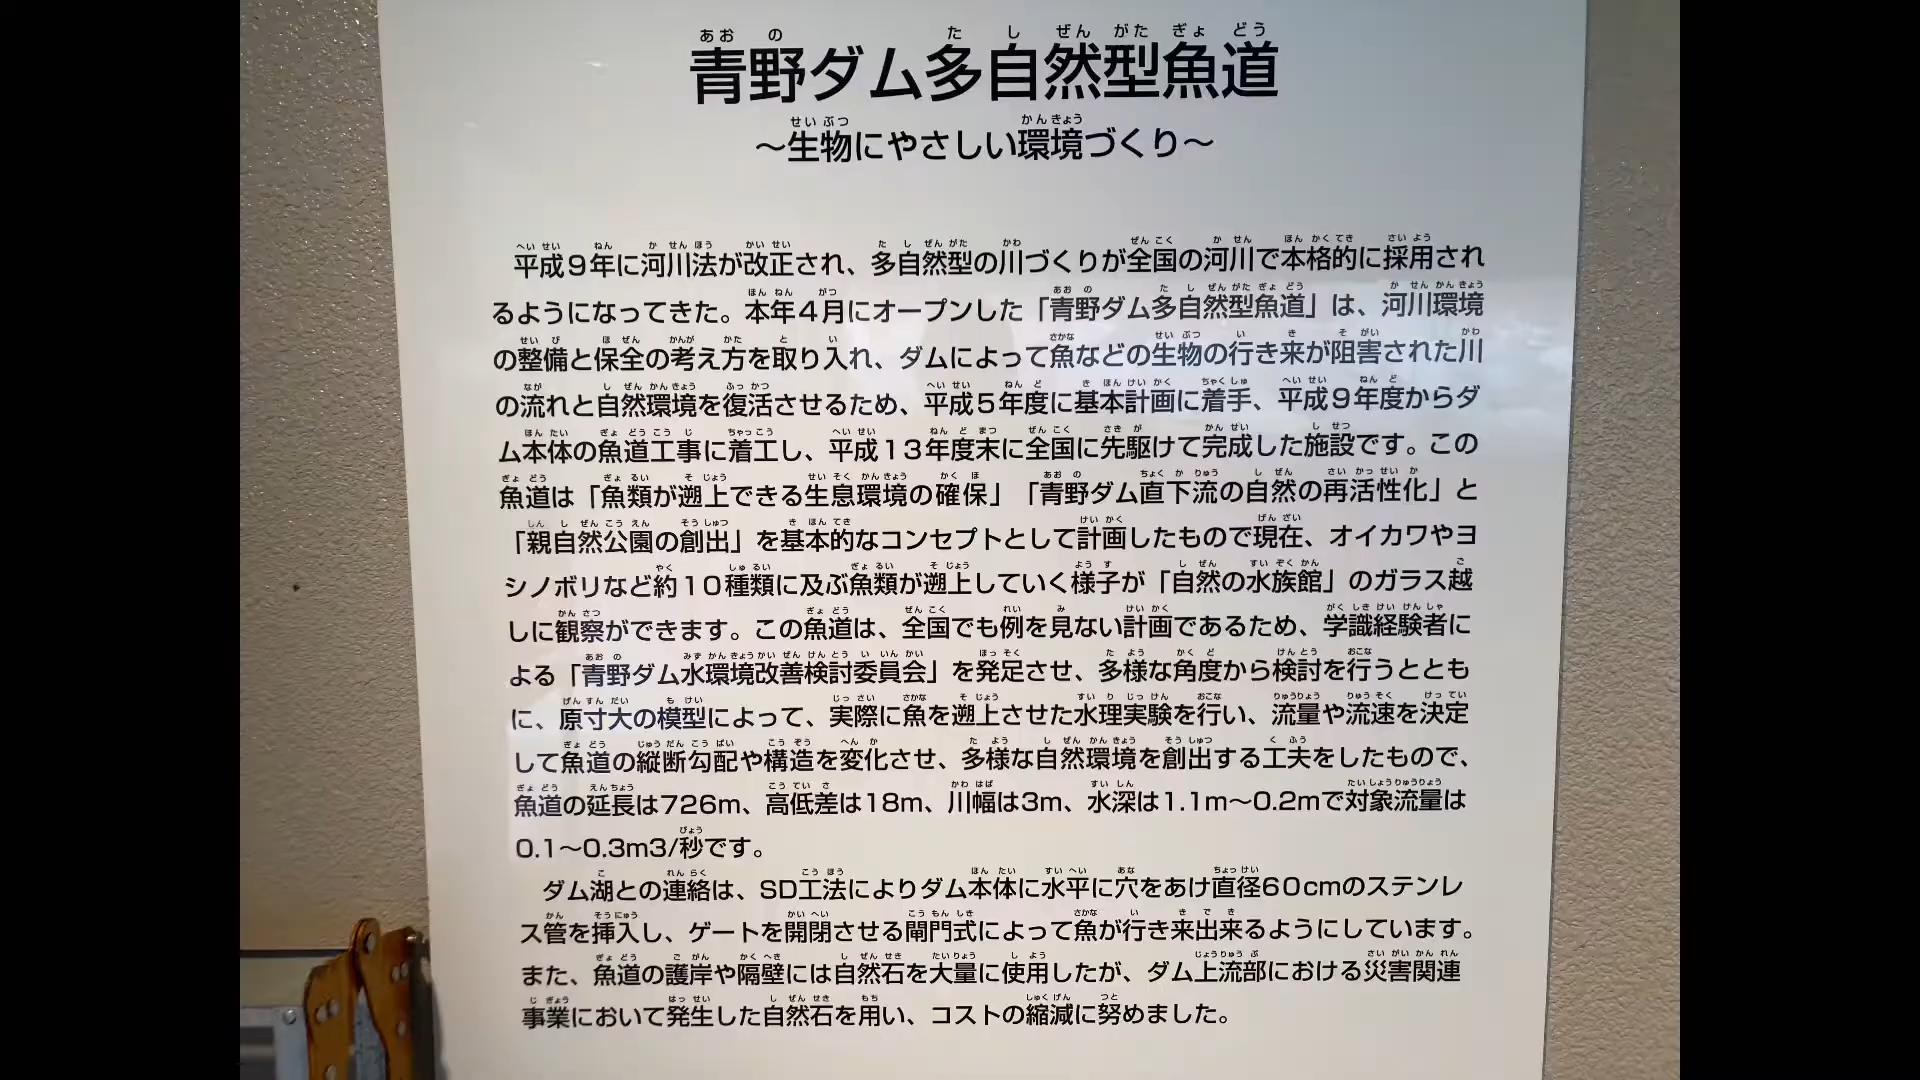 青野ダム多自然型魚道
～生物にやさしい環境づくり～
平成９年に河川法が改正され、多自然型の川づくりが全国の河川で本格的に採用され
るようになってきた。本年４月にオープンした「青野ダム多自然型魚道」は、河川環境
の整備と保全の考え方を取り入れ、ダムによって魚などの生物の行き来が阻害された川
の流れと自然環境を復活させるため、平成５年度に基本計画に着手、平成９年度からダ
ム本体の魚道工事に着工し、平成１３年度末に全国に先駆けて完成した施設です。この
魚道は「魚類が遡上できる生息環境の確保」「青野ダム直下流の自然の再活性化」と
「親自然公園の創出」を基本的なコンセプトとして計画したもので現在、オイカワやヨ
シノボリなど約１０種類に及ぶ魚類が遡上していく様子が「自然の水族館」のガラス越
しに観察ができます。この魚道は、全国でも例を見ない計画であるため、学識経験者に
よる「青野ダム水環境改善検討委員会」を発足させ、多様な角度から検討を行うととも
に、原寸大の模型によって、実際に魚を遡上させた水理実験を行い、流量や流速を決定
して魚道の縦断勾配や構造を変化させ、多様な自然環境を創出する工夫をしたもので、
魚道の延長は726m、高低差は18m、川幅は3m、水深は1.1m～0.2mで対象流量は
0.1～0.3m3/秒です。
ダム湖との連絡は、SD工法によりダム本体に水平に穴をあけ直径60cmのステンレ
ス管を挿入し、ゲートを開閉させる閘門式によって魚が行き来出来るようにしています。
また、魚道の護岸や隔壁には自然石を大量に使用したが、ダム上流部における災害関連
事業において発生した自然石を用い、コストの縮減に努めました。